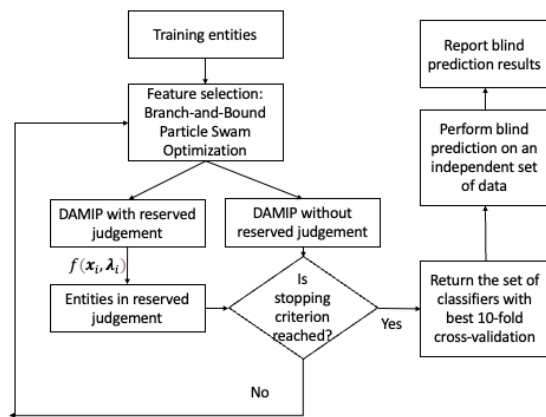 Training entities
Feature selection:
Branch-and-Bound
Particle Swam
Optimization
DAMIP with reserved
judgement
DAMIP without
reserved judgement
f(x_i, λ_i)
Entities in reserved
judgement
Is
stopping
criterion
reached?
Yes
No
Return the set of
classifiers with
best 10-fold
cross-validation
Perform blind
prediction on an
independent set
of data
Report blind
prediction results